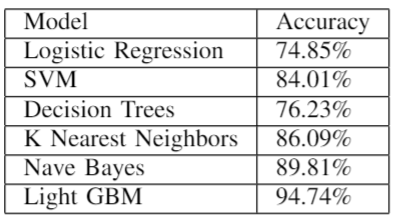 Model Accuracy
Logistic Regression 74.85%
SVM 84.01%
Decision Trees 76.23%
K Nearest Neighbors 86.09%
Nave Bayes 89.81%
Light GBM 94.74%